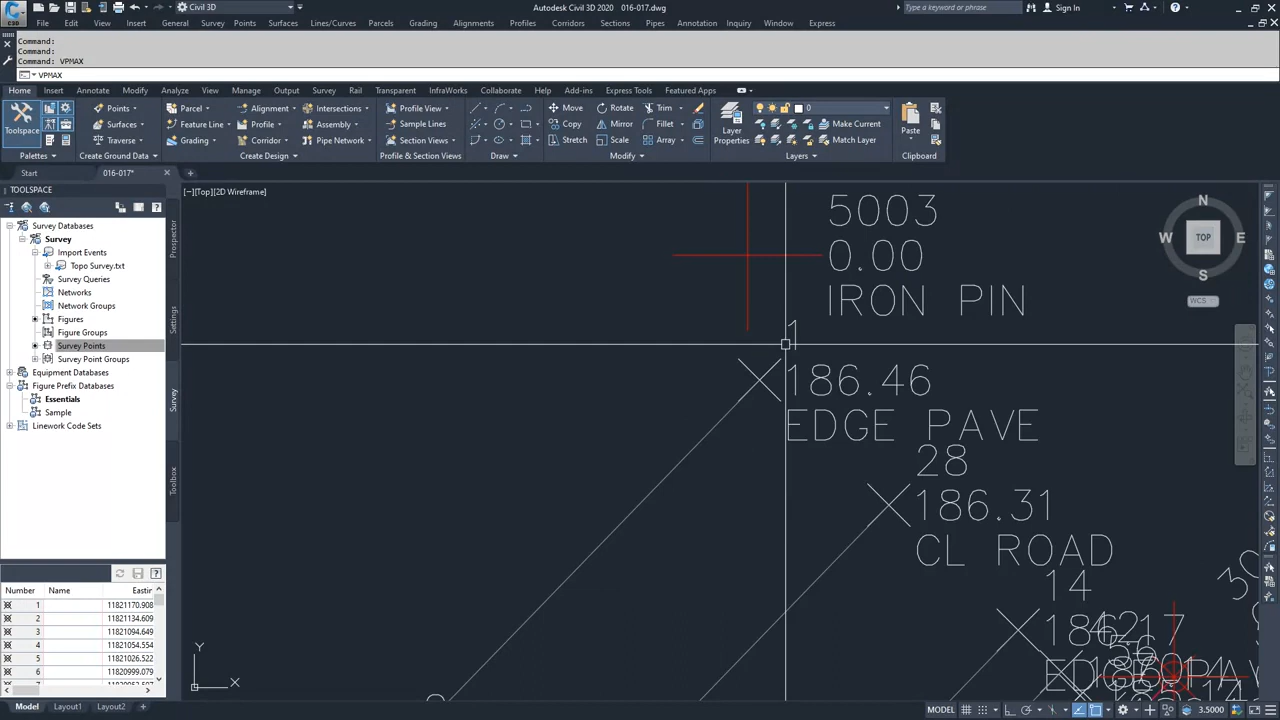 C3D
Civil 3D
Autodesk Civil 3D 2020 016-017.dwg
Type a keyword or phrase
Sign In
File Edit View Insert General Survey Points Surfaces Lines/Curves Parcels Grading Alignments Profiles Corridors Sections Pipes Annotation Inquiry Window Express
Command:
Command:
Command: VPMAX
VPMAX
Home Insert Annotate Modify Analyze View Manage Output Survey Rail Transparent InfraWorks Collaborate Help Add-ins Express Tools Featured Apps
Toolspace
Points
Surfaces
Traverse
Parcel
Feature Line
Grading
Alignment
Profile
Corridor
Intersections
Assembly
Pipe Network
Profile View
Sample Lines
Section Views
Move
Copy
Stretch
Rotate
Mirror
Scale
Trim
Fillet
Array
Layer
Properties
0
Make Current
Match Layer
Paste
Palettes Create Ground Data Create Design Profile & Section Views Draw Modify Layers Clipboard
Start 016-017*
TOOLSPACE
Survey Databases
Survey
Import Events
Topo Survey.txt
Survey Queries
Networks
Network Groups
Figures
Figure Groups
Survey Points
Survey Point Groups
Equipment Databases
Figure Prefix Databases
Essentials
Sample
Linework Code Sets
Prospector
Settings
Survey
Toolbox
Number Name Eastin
1 11821170.908
2 11821134.609
3 11821094.649
4 11821054.554
5 11821026.522
6 11820999.079
[−][Top][2D Wireframe]
N
W TOP E
S
WCS
5003
0.00
IRON PIN
1
186.46
EDGE PAVE
28
186.31
CL ROAD
14
Y
X
Model Layout1 Layout2
MODEL
3.5000